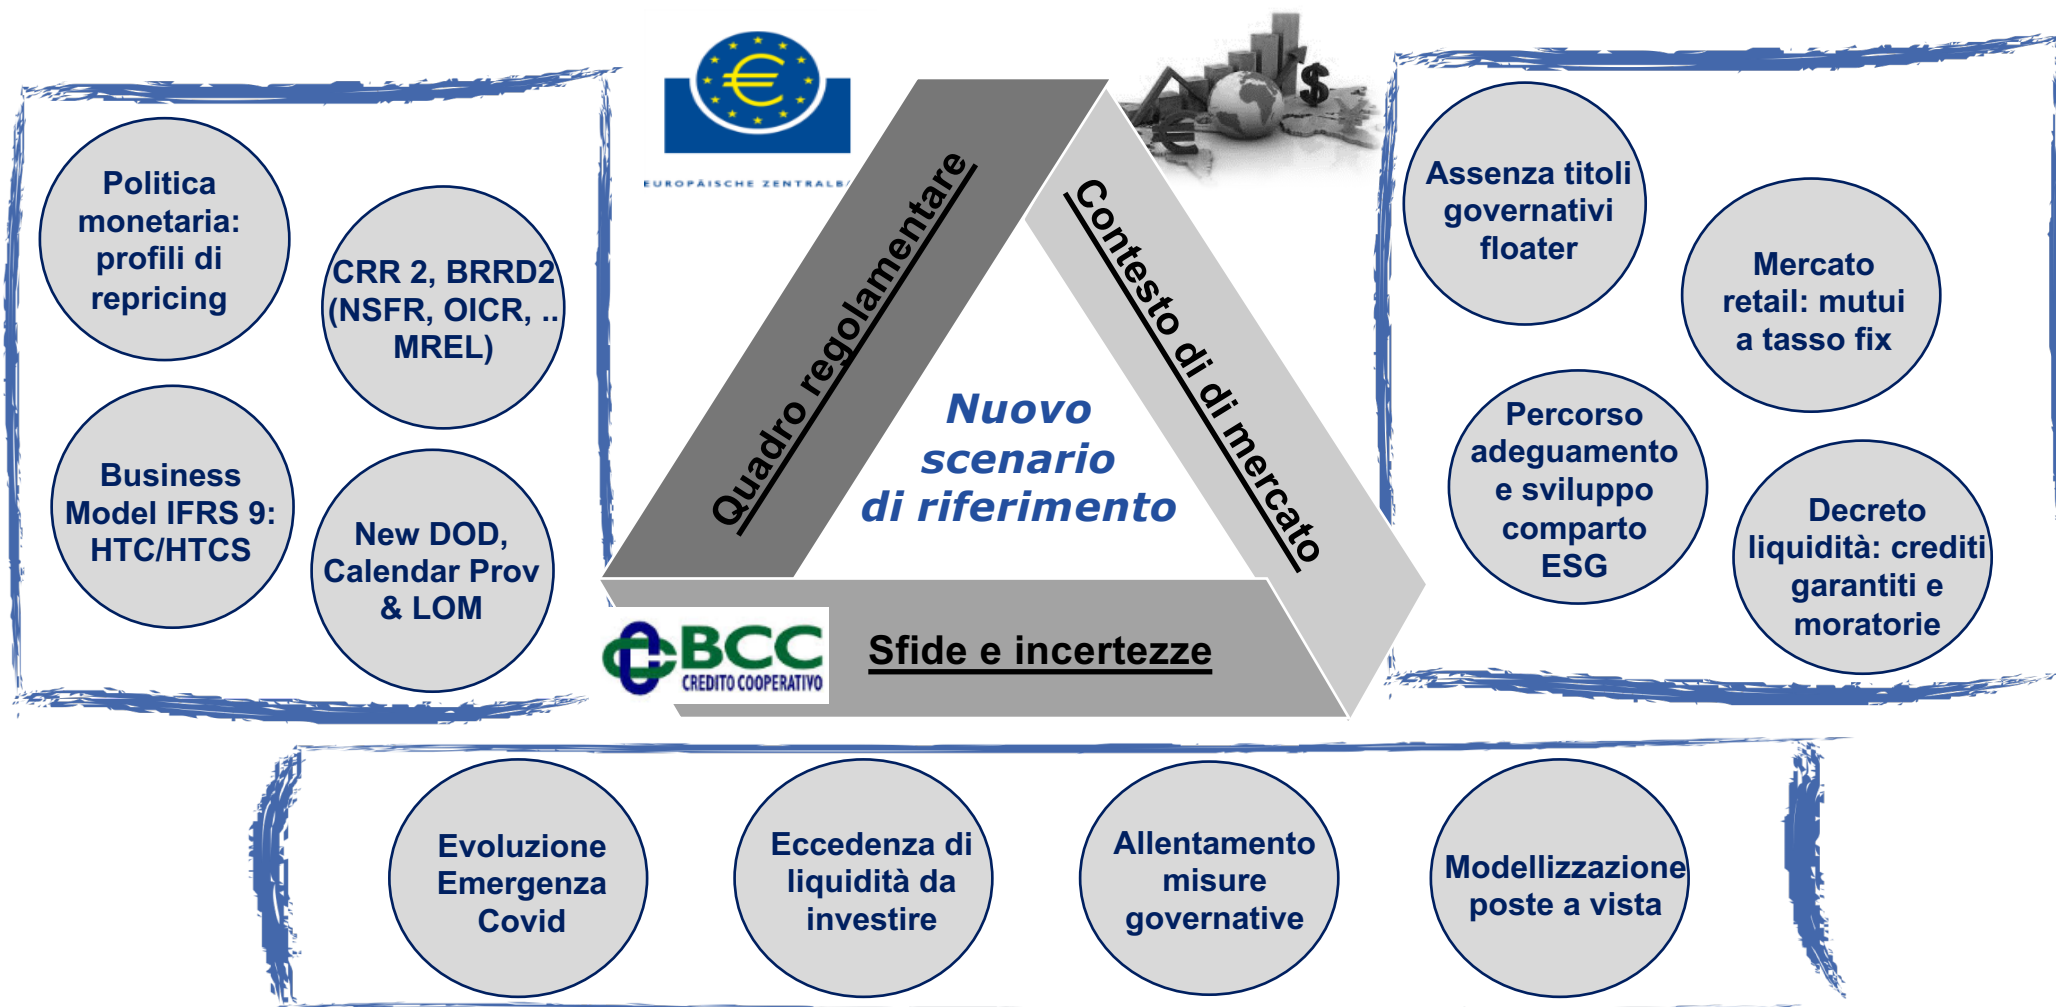 EUROPÄISCHE ZENTRALB
Politica
monetaria:
profili di
repricing
CRR 2, BRRD2
(NSFR, OICR, ..
MREL)
Business
Model IFRS 9:
HTC/HTCS
New DOD,
Calendar Prov
& LOM
Quadro regolamentare
Contesto di mercato
Nuovo
scenario
di riferimento
Sfide e incertezze
BCC
CREDITO COOPERATIVO
Assenza titoli
governativi
floater
Mercato
retail: mutui
a tasso fix
Percorso
adeguamento
e sviluppo
comparto
ESG
Decreto
liquidità: crediti
garantiti e
moratorie
Evoluzione
Emergenza
Covid
Eccedenza di
liquidità da
investire
Allentamento
misure
governative
Modellizzazione
poste a vista